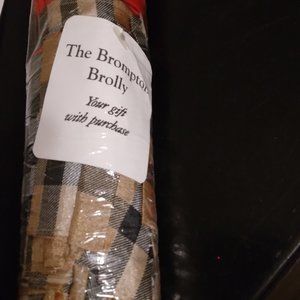 The Brompton
Brolly
Your gift
with purchase